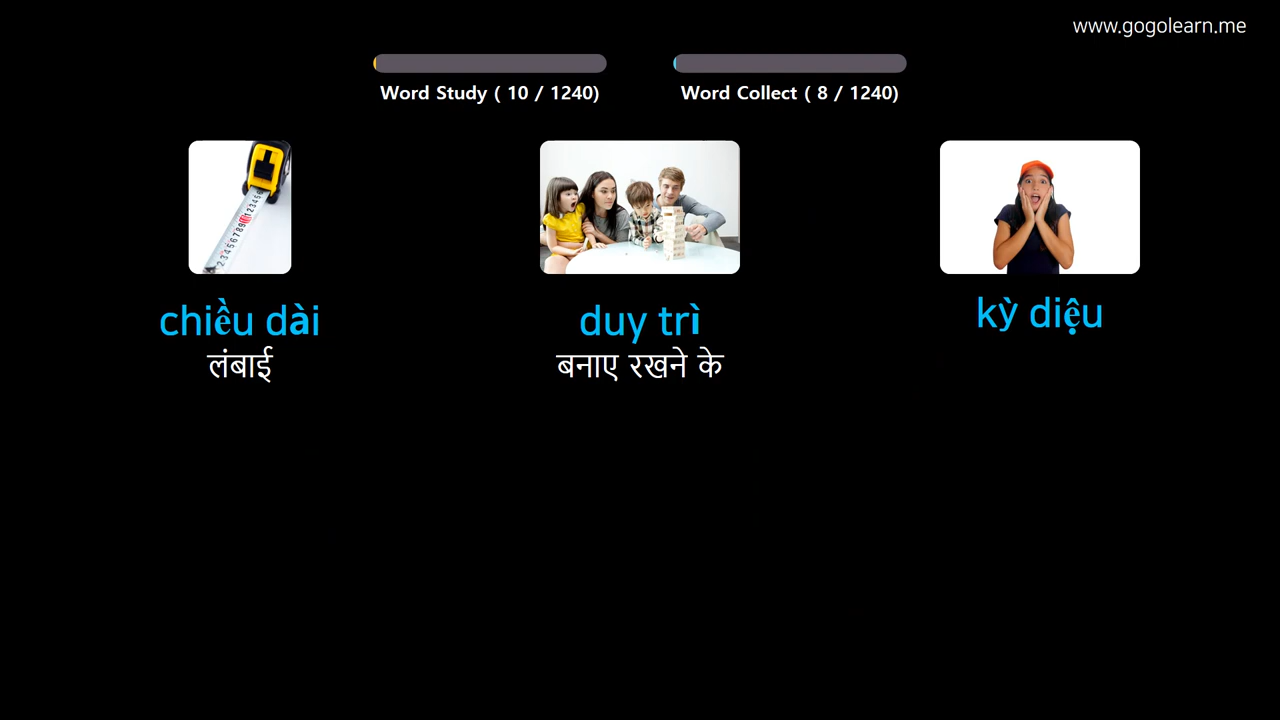 www.gogolearn.me
Word Study ( 10 / 1240)
Word Collect ( 8 / 1240)
chiều dài
लंबाई
duy trì
बनाए रखने के
kỳ diệu